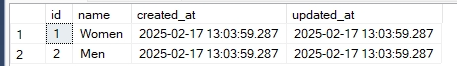 id name created_at updated_at
1 1 Women 2025-02-17 13:03:59.287 2025-02-17 13:03:59.287
2 2 Men 2025-02-17 13:03:59.287 2025-02-17 13:03:59.287